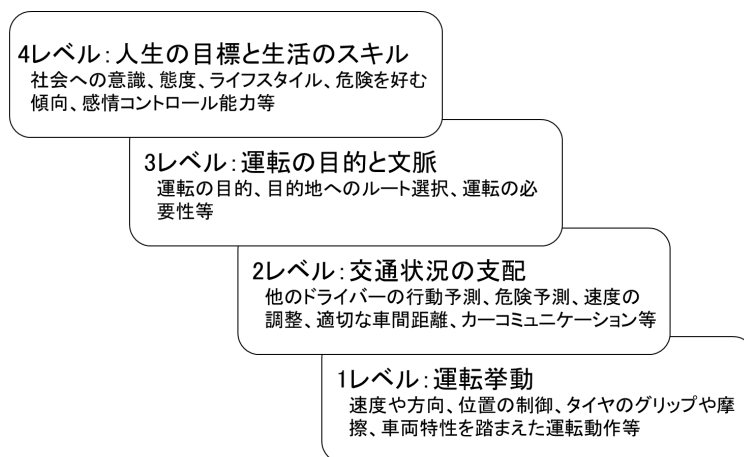 4レベル：人生の目標と生活のスキル
社会への意識、態度、ライフスタイル、危険を好む
傾向、感情コントロール能力等
3レベル：運転の目的と文脈
運転の目的、目的地へのルート選択、運転の必
要性等
2レベル：交通状況の支配
他のドライバーの行動予測、危険予測、速度の
調整、適切な車間距離、カーコミュニケーション等
1レベル：運転挙動
速度や方向、位置の制御、タイヤのグリップや摩
擦、車両特性を踏まえた運転動作等